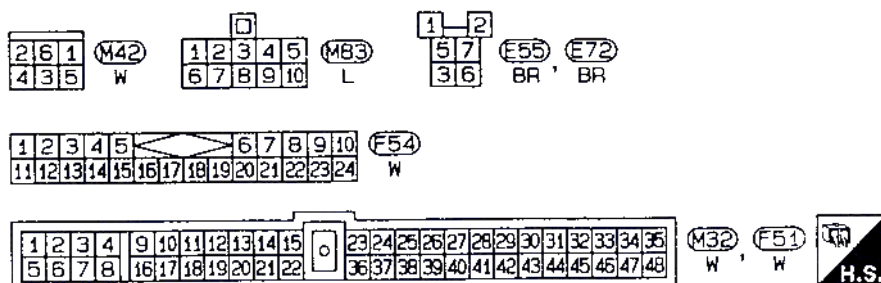 1 2
2 6 1 M42 1 2 3 4 5 M83 5 7 E55 , E72
4 3 5 W 6 7 8 9 10 L 3 6 BR BR
1 2 3 4 5 6 7 8 9 10 F54
11 12 13 14 15 16 17 18 19 20 21 22 23 24 W
1 2 3 4 9 10 11 12 13 14 15 23 24 25 26 27 28 29 30 31 32 33 34 35 M32 , F51
5 6 7 8 16 17 18 19 20 21 22 36 37 38 39 40 41 42 43 44 45 46 47 48 W W
H.S.